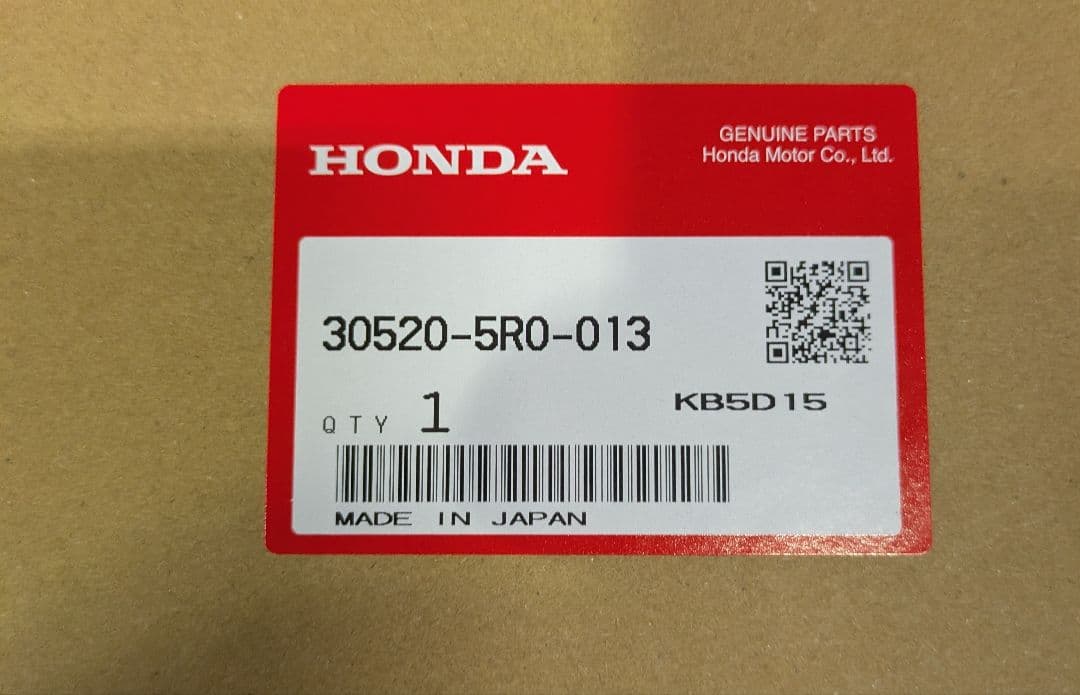 HONDA
GENUINE PARTS
Honda Motor Co., Ltd.
30520-5R0-013
KB5D15
QTY 1
MADE IN JAPAN